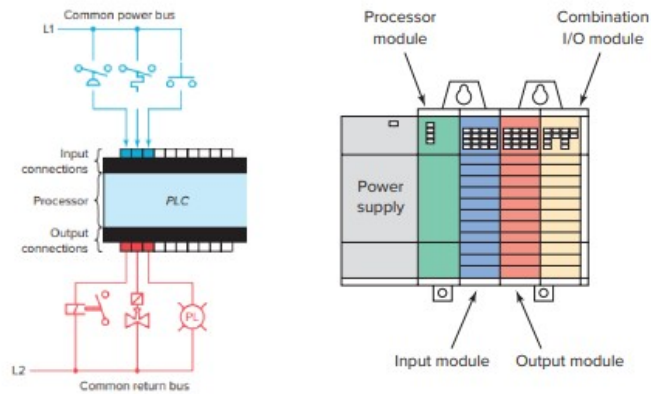 Common power bus
L1
Input
connections
Processor
PLC
Output
connections
PL
L2
Common return bus
Processor
module
Combination
I/O module
Power
supply
Input module
Output module